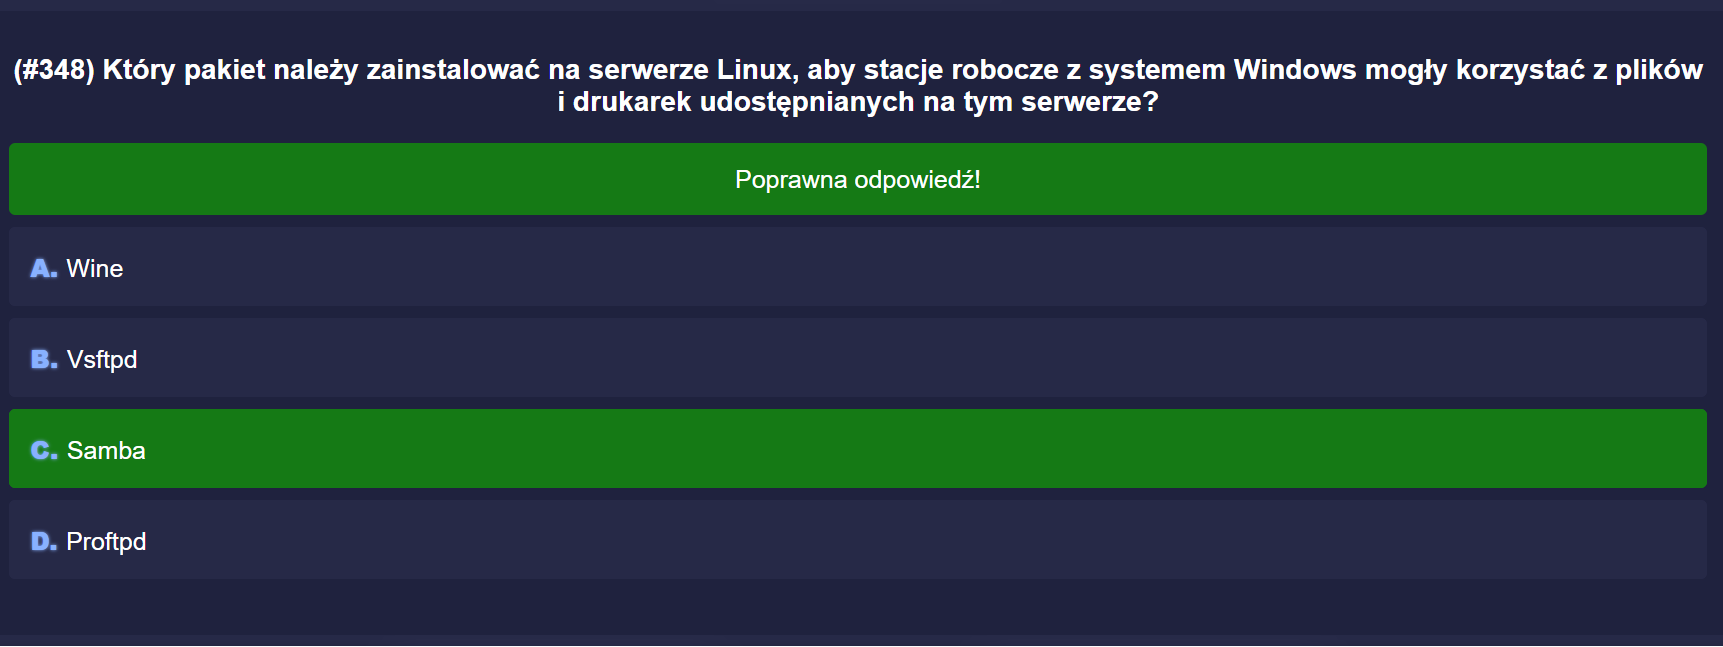 (#348) Który pakiet należy zainstalować na serwerze Linux, aby stacje robocze z systemem Windows mogły korzystać z plików
i drukarek udostępnianych na tym serwerze?
Poprawna odpowiedź!
A. Wine
B. Vsftpd
C. Samba
D. Proftpd